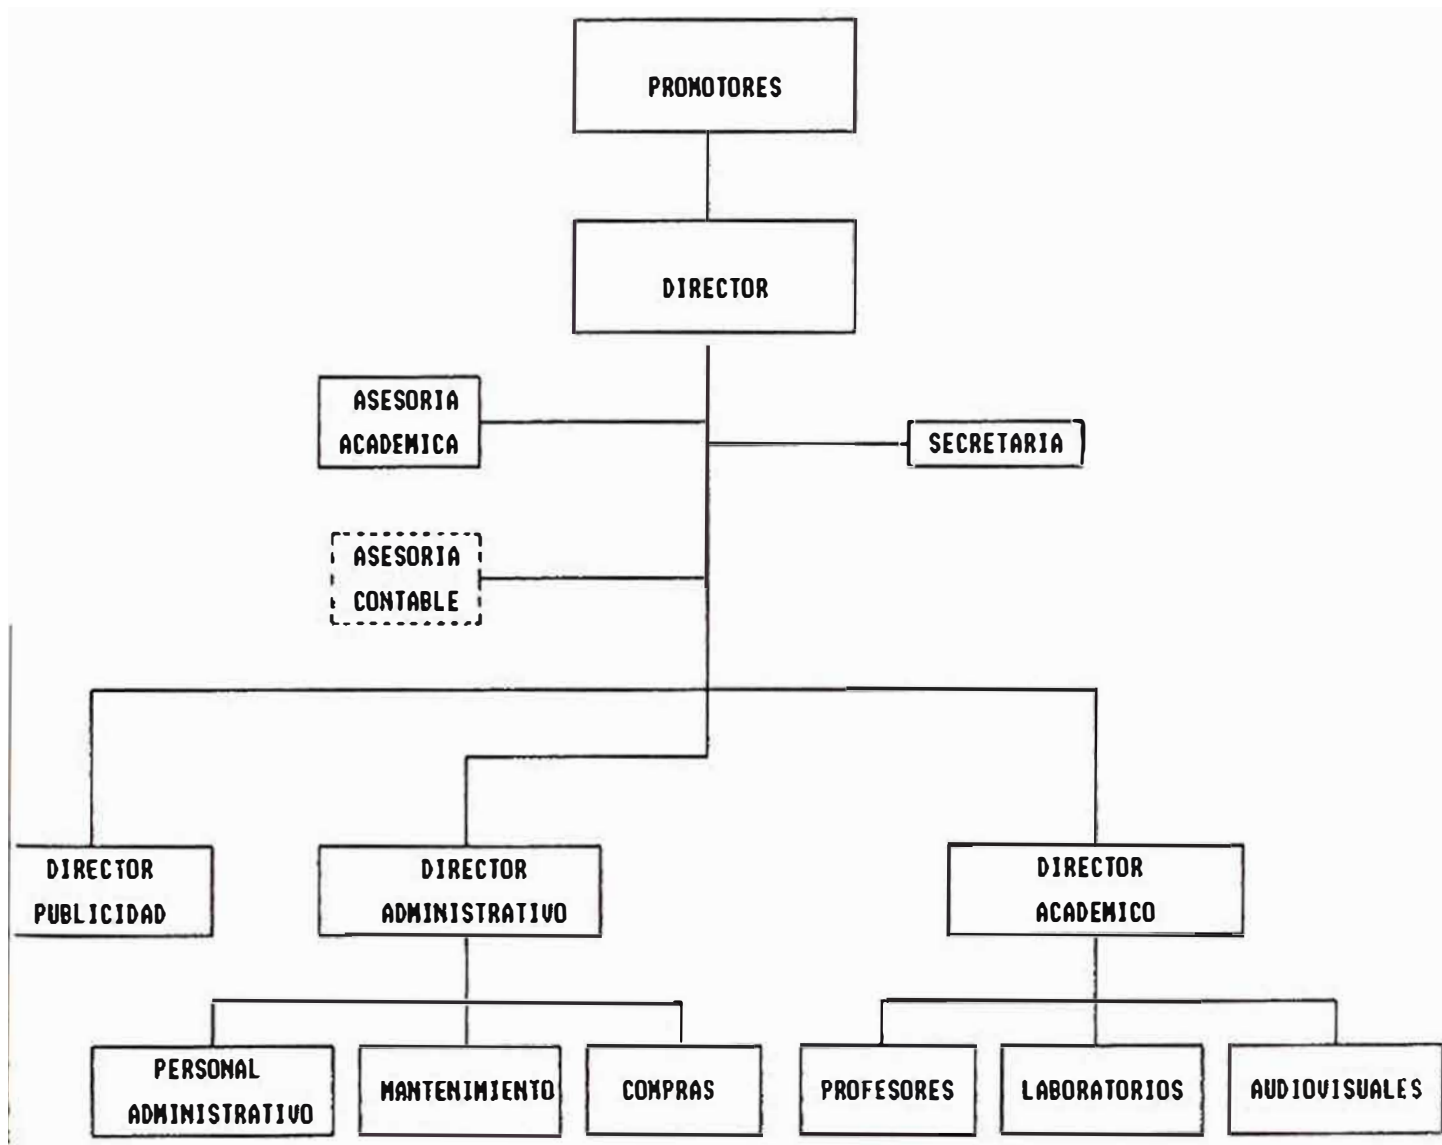 PROMOTORES
DIRECTOR
ASESORIA
ACADEMICA
SECRETARIA
ASESORIA
CONTABLE
DIRECTOR
PUBLICIDAD
DIRECTOR
ADMINISTRATIVO
DIRECTOR
ACADEMICO
PERSONAL
ADMINISTRATIVO
MANTENIMIENTO
COMPRAS
PROFESORES
LABORATORIOS
AUDIOVISUALES